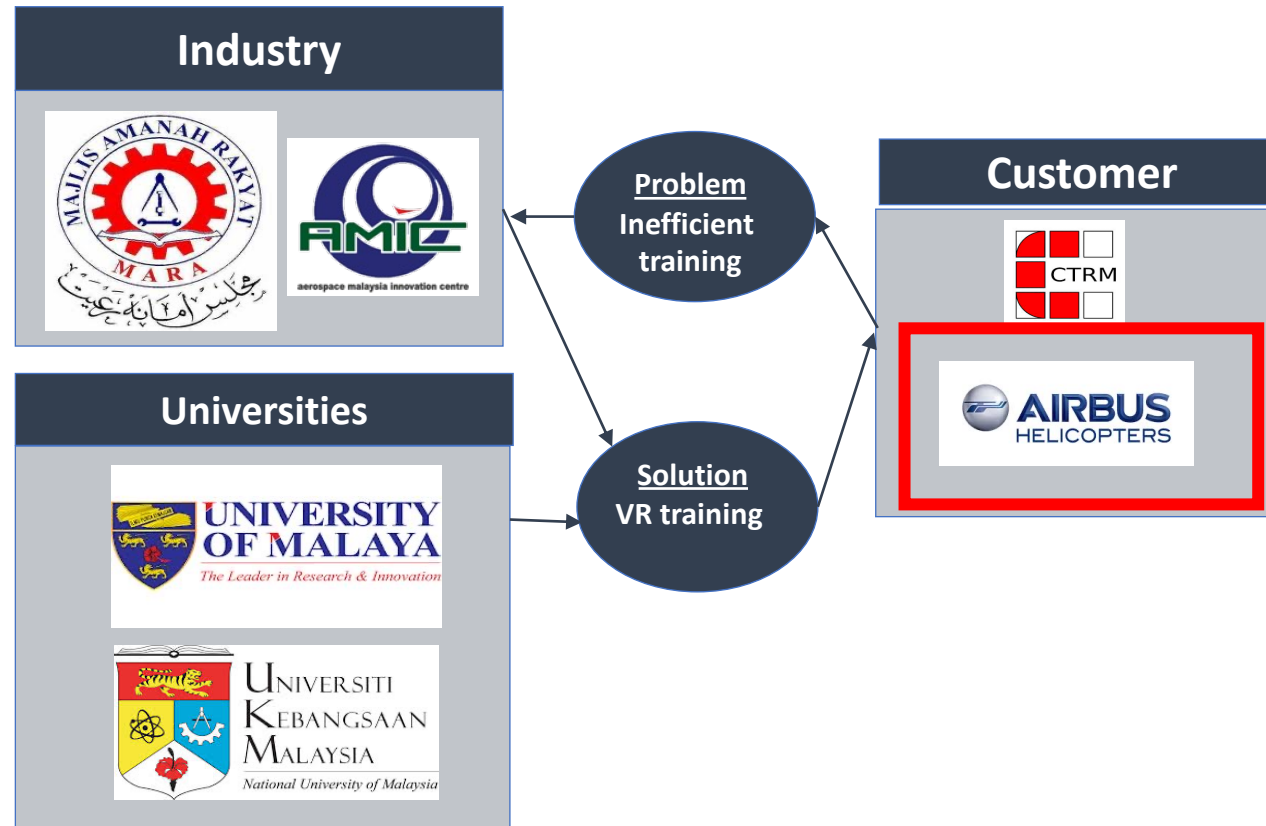 Industry
MAJLIS AMANAH RAKYAT
MARA
مجلس امانه رعيت
AMIC
aerospace malaysia innovation centre
Problem
Inefficient
training
Customer
CTRM
AIRBUS
HELICOPTERS
Universities
UNIVERSITY
OF MALAYA
The Leader in Research & Innovation
Solution
VR training
UNIVERSITI
KEBANGSAAN
MALAYSIA
National University of Malaysia